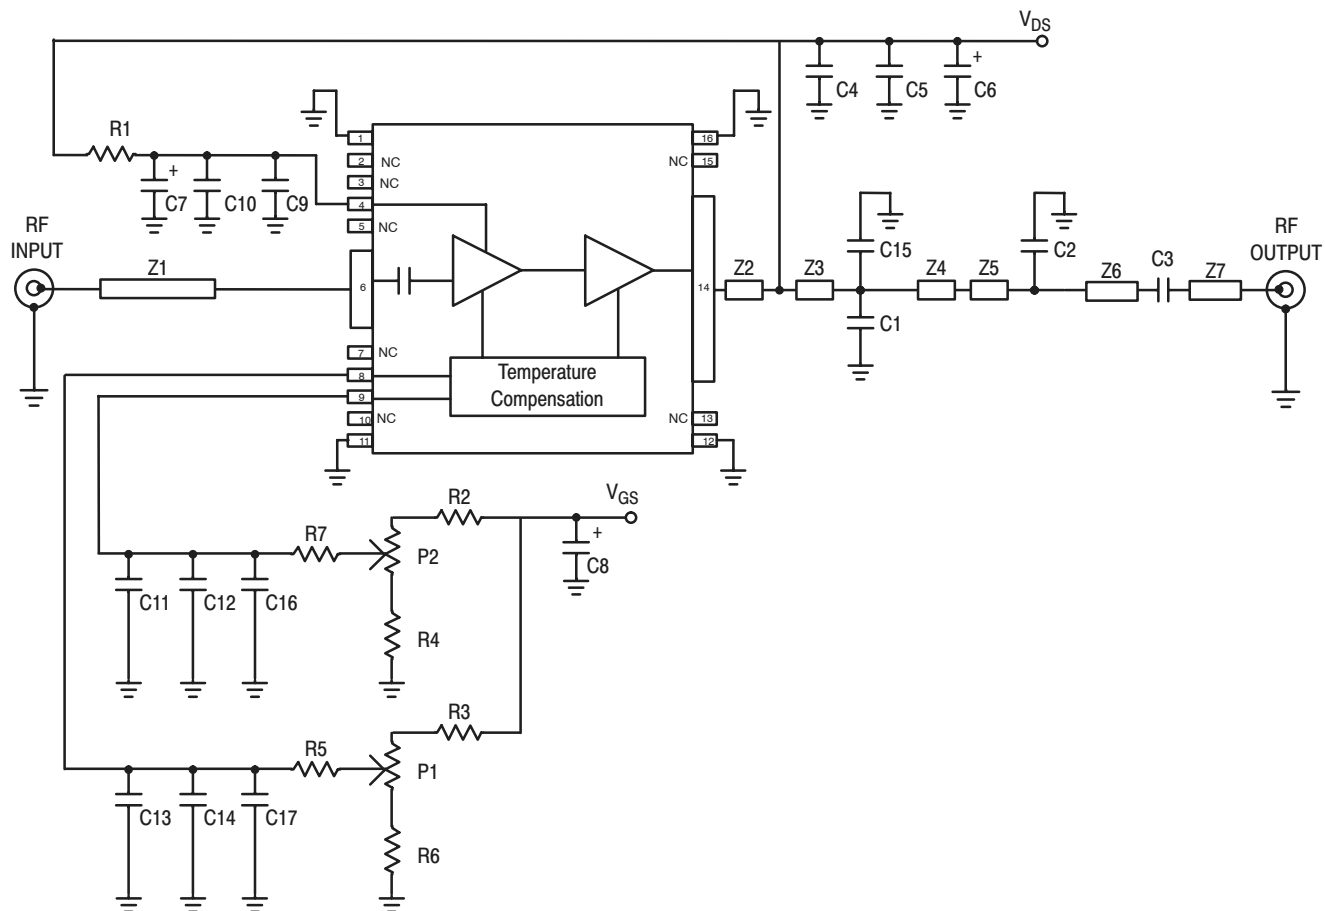 V_DS
C4
C5
C6
+
R1
+
C7
C10
C9
RF
INPUT
Z1
1
2 NC
3 NC
4
5 NC
6
7 NC
8
9
10 NC
11
16
NC 15
14
NC 13
12
Temperature
Compensation
Z2
Z3
C15
C1
Z4
Z5
C2
Z6
C3
Z7
RF
OUTPUT
V_GS
R2
+
C8
R7
P2
C11
C12
C16
R4
R3
R5
P1
C13
C14
C17
R6